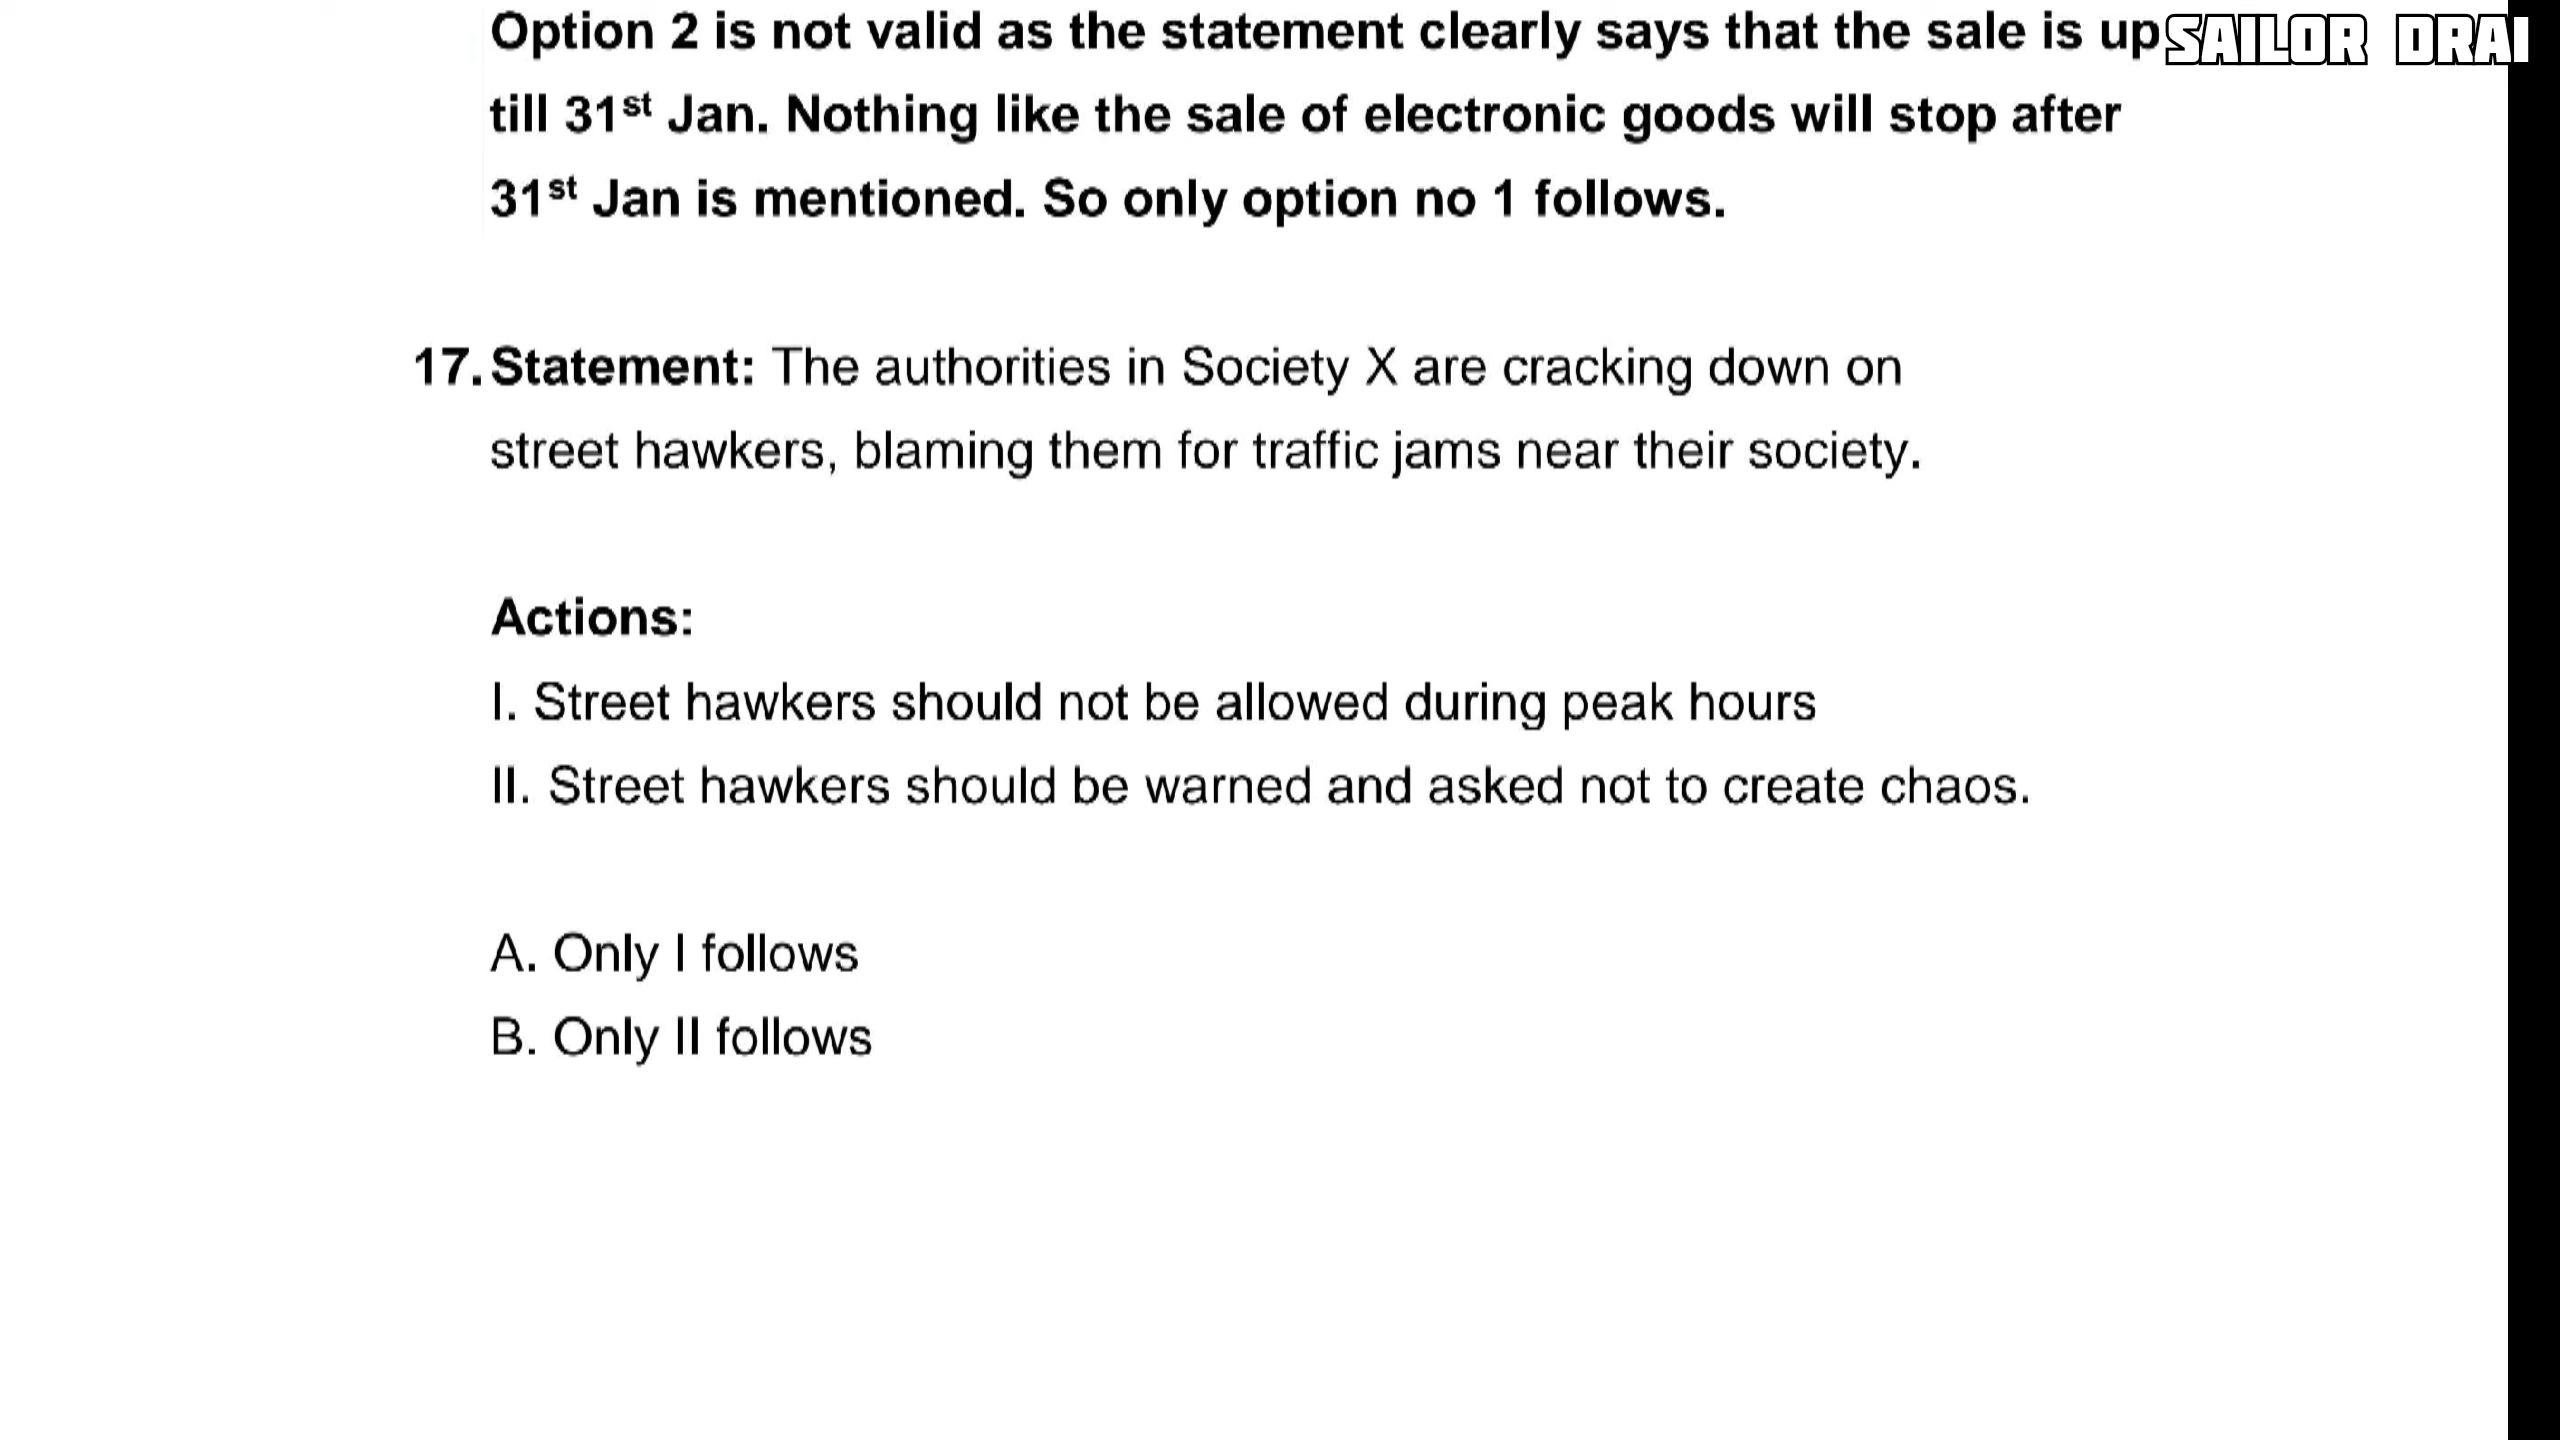 Option 2 is not valid as the statement clearly says that the sale is up
SAILOR DRAI
till 31st Jan. Nothing like the sale of electronic goods will stop after
31st Jan is mentioned. So only option no 1 follows.
17. Statement: The authorities in Society X are cracking down on
street hawkers, blaming them for traffic jams near their society.
Actions:
I. Street hawkers should not be allowed during peak hours
II. Street hawkers should be warned and asked not to create chaos.
A. Only I follows
B. Only II follows